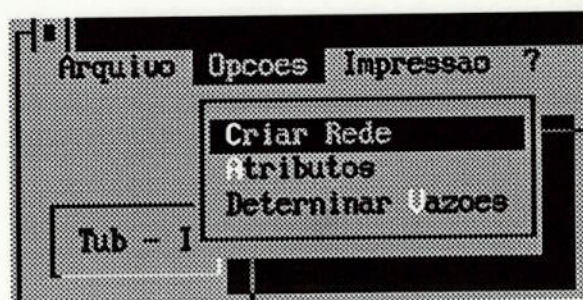 Arquivo Opcoes Impressao ?
Criar Rede
Atributos
Determinar Vazoes
Tub - I